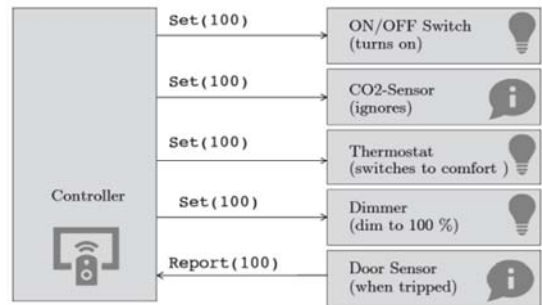 Set(100)
ON/OFF Switch
(turns on)
Set(100)
CO2-Sensor
(ignores)
Set(100)
Thermostat
(switches to comfort )
Controller
Set(100)
Dimmer
(dim to 100 %)
Report(100)
Door Sensor
(when tripped)